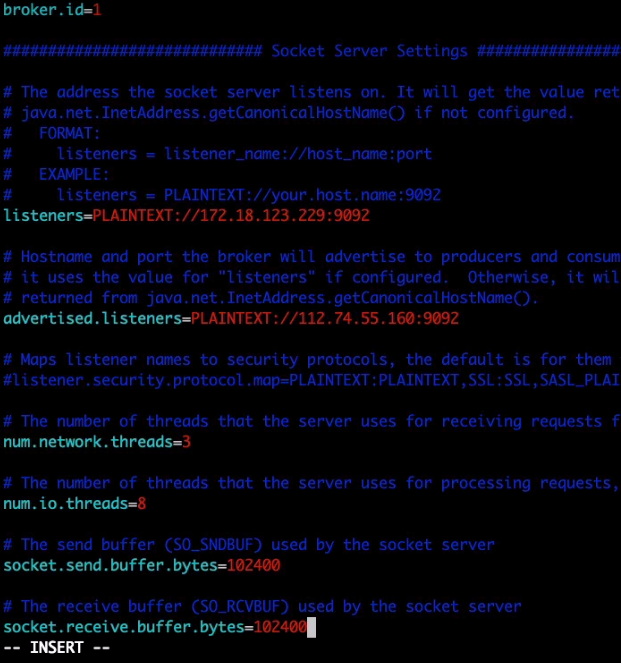 broker.id=1
############################# Socket Server Settings ################
# The address the socket server listens on. It will get the value ret
# java.net.InetAddress.getCanonicalHostName() if not configured.
#   FORMAT:
#     listeners = listener_name://host_name:port
#   EXAMPLE:
#     listeners = PLAINTEXT://your.host.name:9092
listeners=PLAINTEXT://172.18.123.229:9092
# Hostname and port the broker will advertise to producers and consum
# it uses the value for "listeners" if configured.  Otherwise, it wil
# returned from java.net.InetAddress.getCanonicalHostName().
advertised.listeners=PLAINTEXT://112.74.55.160:9092
# Maps listener names to security protocols, the default is for them
#listener.security.protocol.map=PLAINTEXT:PLAINTEXT,SSL:SSL,SASL_PLAI
# The number of threads that the server uses for receiving requests f
num.network.threads=3
# The number of threads that the server uses for processing requests,
num.io.threads=8
# The send buffer (SO_SNDBUF) used by the socket server
socket.send.buffer.bytes=102400
# The receive buffer (SO_RCVBUF) used by the socket server
socket.receive.buffer.bytes=102400
-- INSERT --